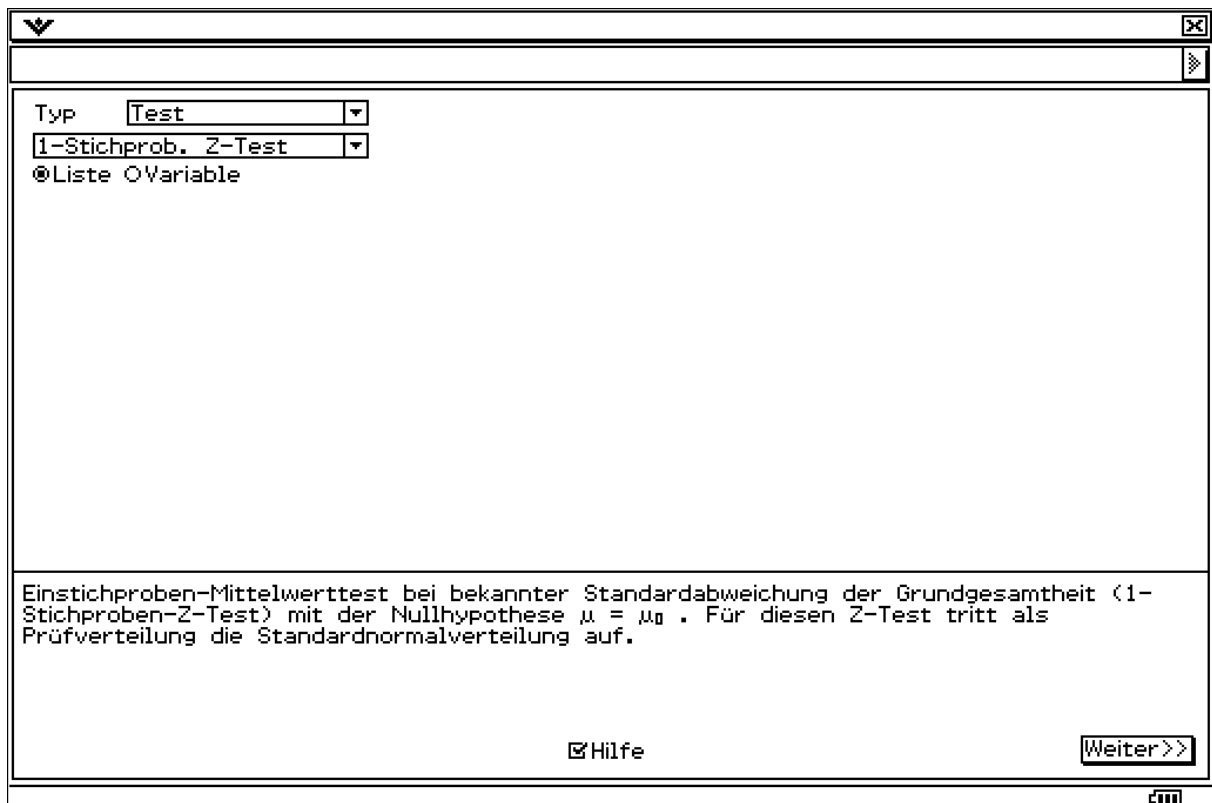 Typ Test
1-Stichprob. Z-Test
Liste Variable
Einstichproben-Mittelwerttest bei bekannter Standardabweichung der Grundgesamtheit (1-
Stichproben-Z-Test) mit der Nullhypothese μ = μ₀ . Für diesen Z-Test tritt als
Prüfverteilung die Standardnormalverteilung auf.
Hilfe
Weiter>>